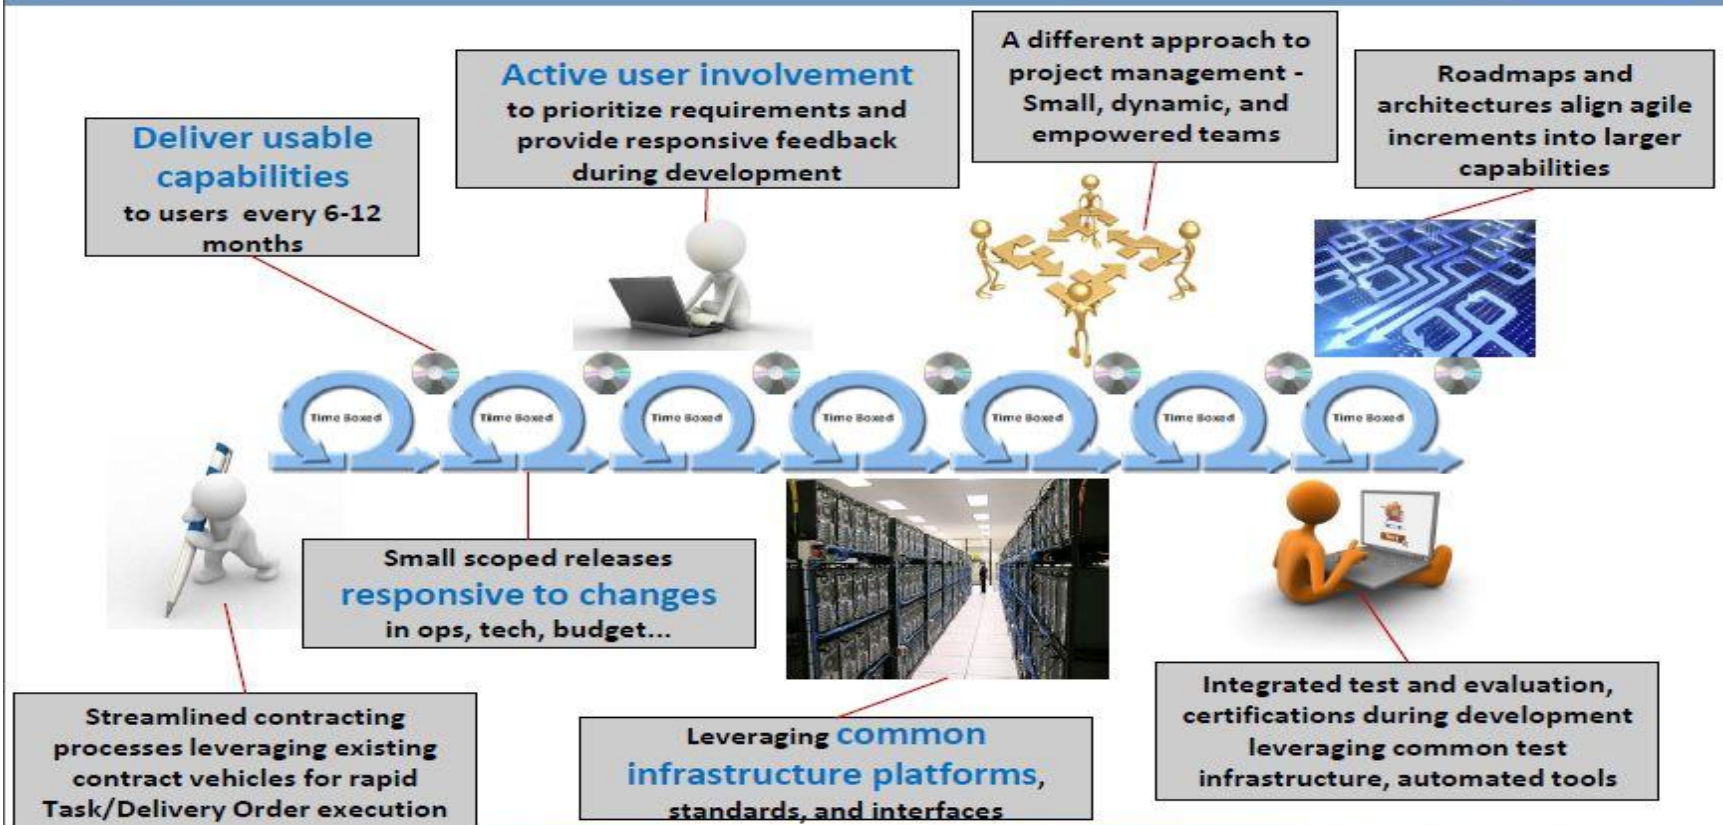 Deliver usable
capabilities
to users every 6-12
months
Active user involvement
to prioritize requirements and
provide responsive feedback
during development
A different approach to
project management -
Small, dynamic, and
empowered teams
Roadmaps and
architectures align agile
increments into larger
capabilities
Time Boxed
Time Boxed
Time Boxed
Time Boxed
Time Boxed
Time Boxed
Time Boxed
Small scoped releases
responsive to changes
in ops, tech, budget...
Streamlined contracting
processes leveraging existing
contract vehicles for rapid
Task/Delivery Order execution
Leveraging common
infrastructure platforms,
standards, and interfaces
Integrated test and evaluation,
certifications during development
leveraging common test
infrastructure, automated tools